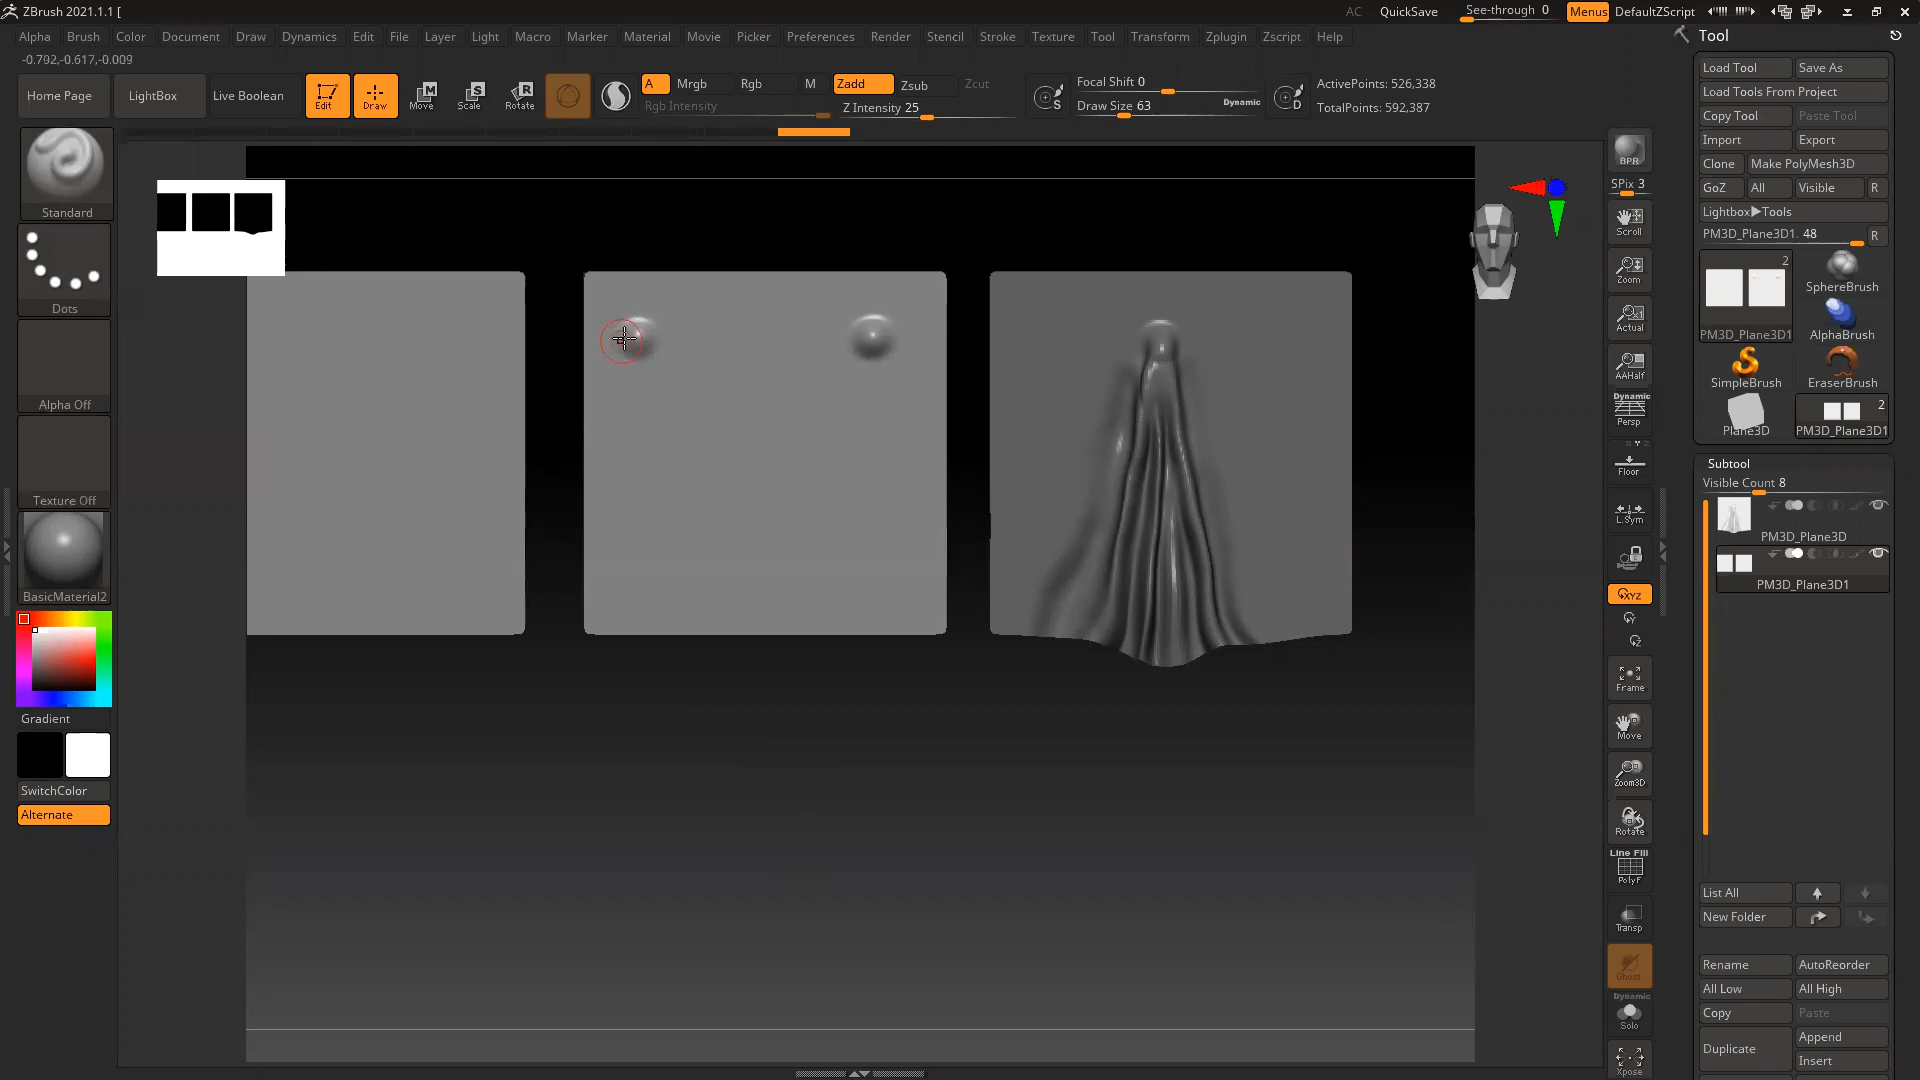 ZBrush 2021.1.1 [
AC QuickSave See-through 0 Menus DefaultZScript
Alpha Brush Color Document Draw Dynamics Edit File Layer Light Macro Marker Material Movie Picker Preferences Render Stencil Stroke Texture Tool Transform Zplugin Zscript Help
-0.792,-0.617,-0.009
Home Page LightBox Live Boolean Edit Draw Move Scale Rotate
A Mrgb Rgb M Zadd Zsub Zcut
Rgb Intensity Z Intensity 25
S Focal Shift 0
Draw Size 63 Dynamic D
ActivePoints: 526,338
TotalPoints: 592,387
Standard
Dots
Alpha Off
Texture Off
BasicMaterial2
Gradient
SwitchColor
Alternate
BPR
SPix 3
Scroll
Zoom
Actual
AAHalf
Dynamic
Persp
Floor
L.Sym
XYZ
Frame
Move
Zoom3D
Rotate
Line Fill
PolyF
Transp
Ghost
Dynamic
Solo
Xpose
Tool
Load Tool Save As
Load Tools From Project
Copy Tool Paste Tool
Import Export
Clone Make PolyMesh3D
GoZ All Visible R
Lightbox▶Tools
PM3D_Plane3D1. 48 R
2
PM3D_Plane3D1 SphereBrush
AlphaBrush
SimpleBrush EraserBrush
2
Plane3D PM3D_Plane3D1
Subtool
Visible Count 8
PM3D_Plane3D
PM3D_Plane3D1
List All
New Folder
Rename AutoReorder
All Low All High
Copy Paste
Duplicate Append
Insert